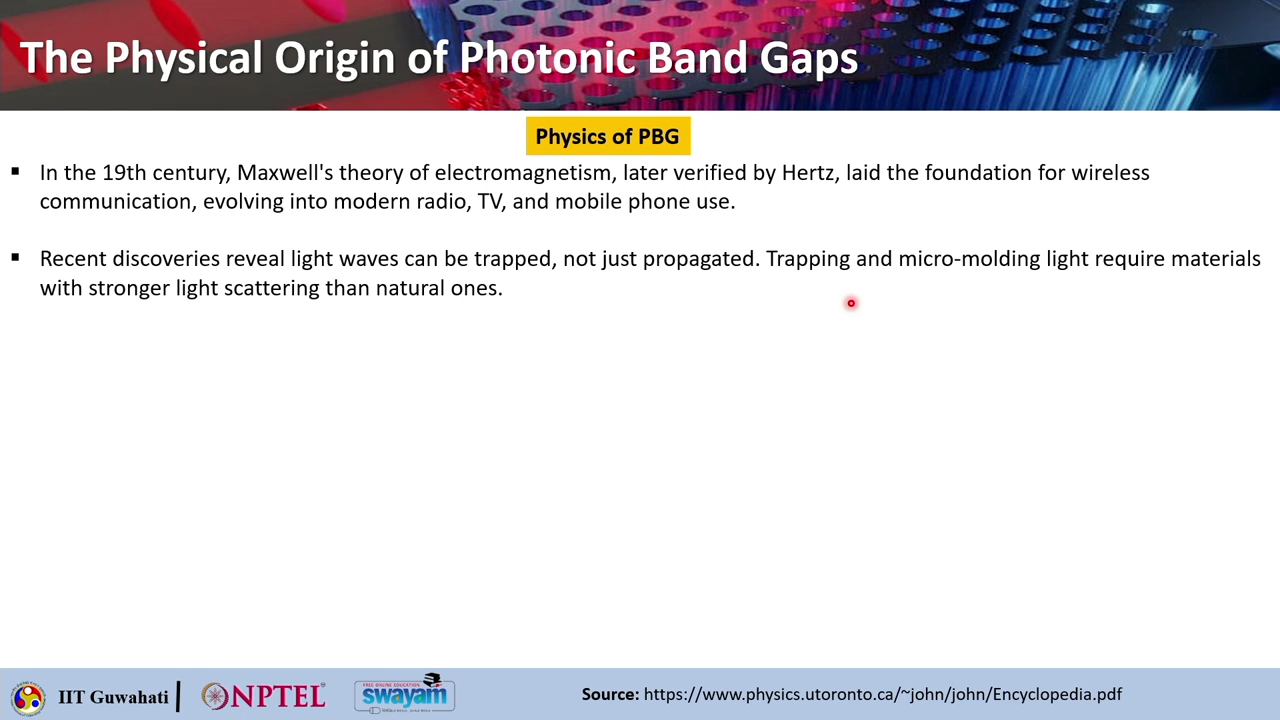 The Physical Origin of Photonic Band Gaps
Physics of PBG
▪ In the 19th century, Maxwell's theory of electromagnetism, later verified by Hertz, laid the foundation for wireless
communication, evolving into modern radio, TV, and mobile phone use.
▪ Recent discoveries reveal light waves can be trapped, not just propagated. Trapping and micro-molding light require materials
with stronger light scattering than natural ones.
IIT Guwahati
NPTEL
FREE ONLINE EDUCATION
swayam
Source: https://www.physics.utoronto.ca/~john/john/Encyclopedia.pdf